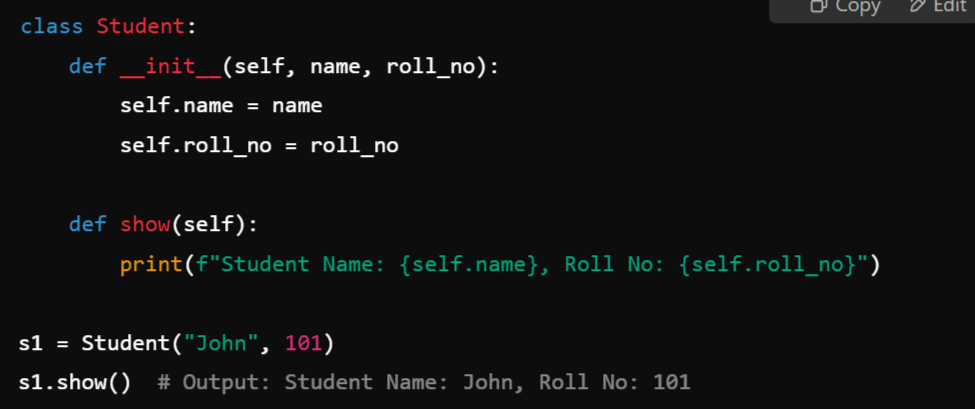 Copy Edit
class Student:
    def __init__(self, name, roll_no):
        self.name = name
        self.roll_no = roll_no
    def show(self):
        print(f"Student Name: {self.name}, Roll No: {self.roll_no}")
s1 = Student("John", 101)
s1.show()  # Output: Student Name: John, Roll No: 101